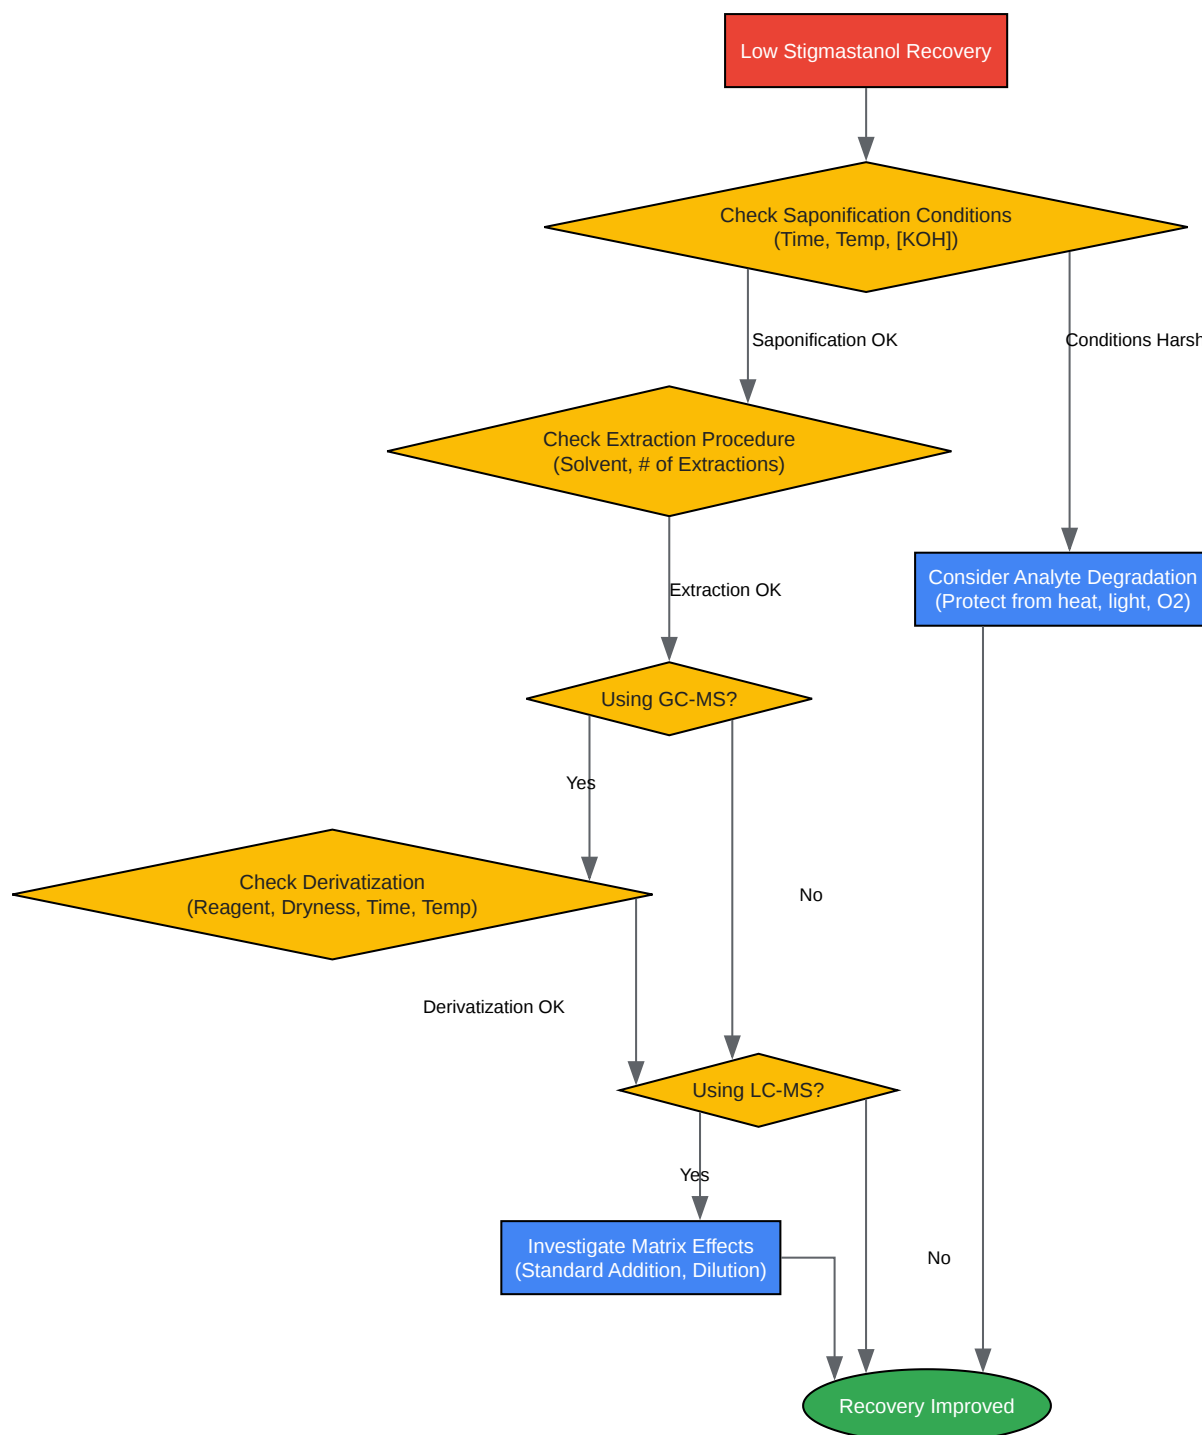 Low Stigmastanol Recovery
Check Saponification Conditions
(Time, Temp, [KOH])
Saponification OK
Conditions Harsh
Check Extraction Procedure
(Solvent, # of Extractions)
Extraction OK
Consider Analyte Degradation
(Protect from heat, light, O2)
Using GC-MS?
Yes
Check Derivatization
(Reagent, Dryness, Time, Temp)
No
Derivatization OK
Using LC-MS?
Yes
Investigate Matrix Effects
(Standard Addition, Dilution)
No
Recovery Improved